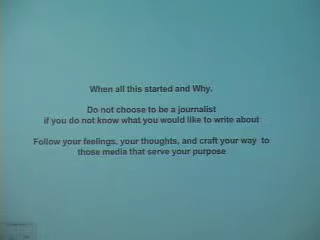 When all this started and Why.
Do not choose to be a journalist
if you do not know what you would like to write about
Follow your feelings, your thoughts, and craft your way to
those media that serve your purpose